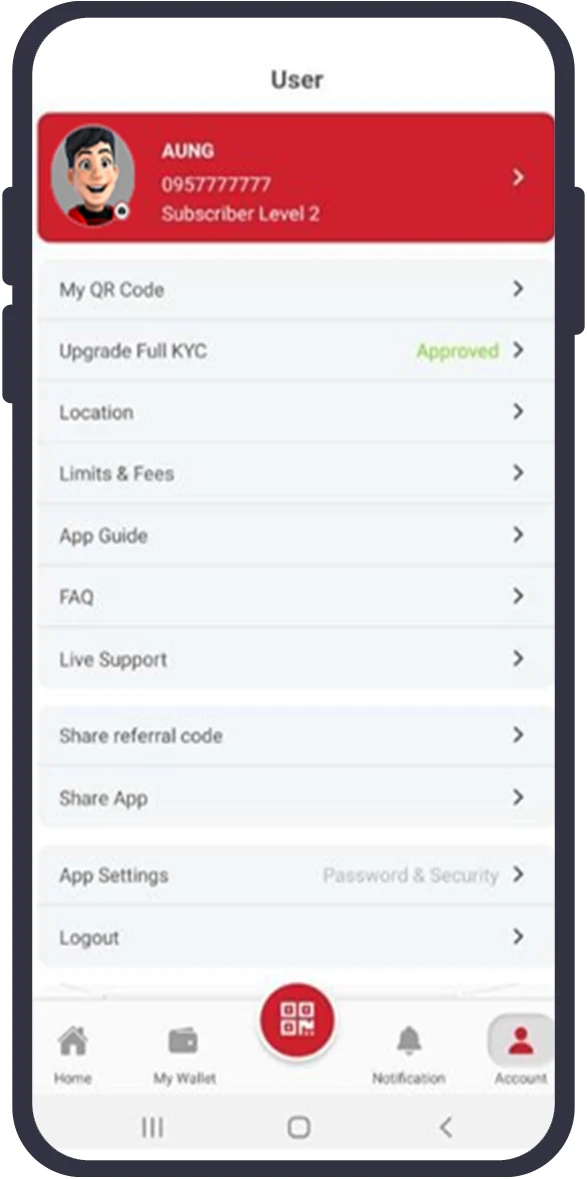 User
AUNG
0957777777
Subscriber Level 2
My QR Code
Upgrade Full KYC Approved
Location
Limits & Fees
App Guide
FAQ
Live Support
Share referral code
Share App
App Settings Password & Security
Logout
Home My Wallet Notification Account